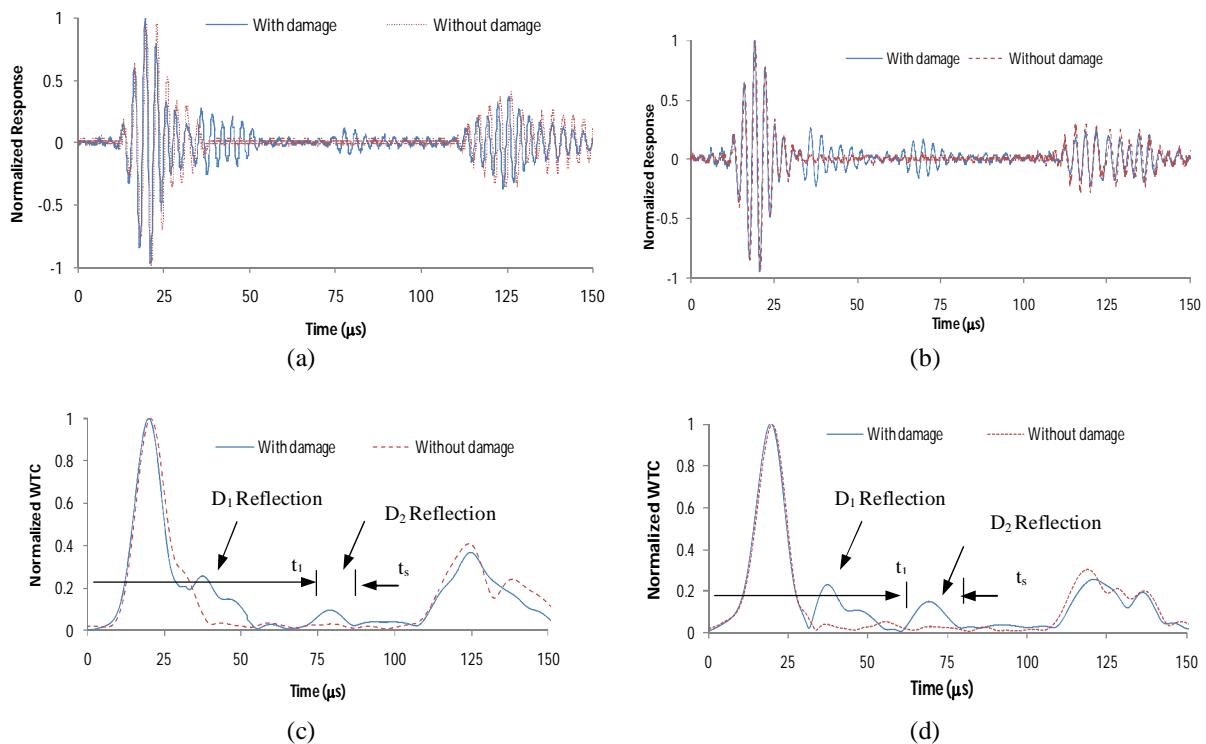 With damage Without damage
Normalized Response
1
0.5
0
-0.5
-1
0 25 50 75 100 125 150
Time (μs)
(a)
With damage Without damage
Normalized Response
1
0.5
0
-0.5
-1
0 25 50 75 100 125 150
Time (μs)
(b)
With damage Without damage
Normalized WTC
1
0.8
0.6
0.4
0.2
0
D₁ Reflection
D₂ Reflection
t₁
tₛ
0 25 50 75 100 125 150
Time (μs)
(c)
With damage Without damage
Normalized WTC
1
0.8
0.6
0.4
0.2
0
D₁ Reflection
D₂ Reflection
t₁
tₛ
0 25 50 75 100 125 150
Time (μs)
(d)